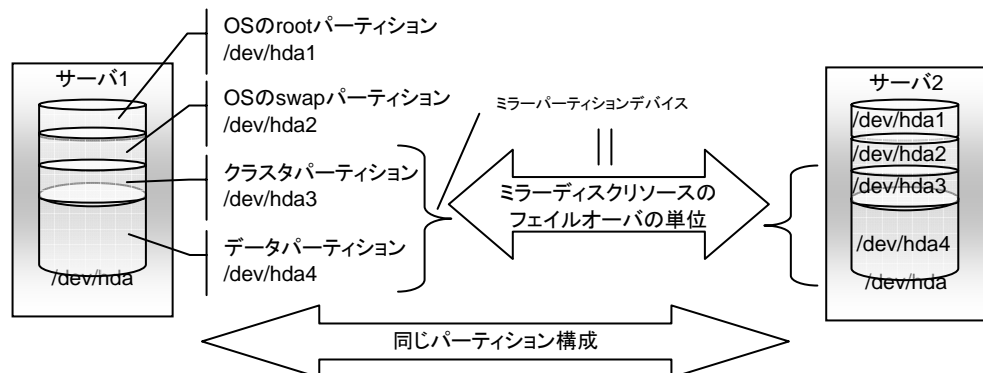 OSのrootパーティション
/dev/hda1
サーバ1
OSのswapパーティション
/dev/hda2
クラスタパーティション
/dev/hda3
データパーティション
/dev/hda4
/dev/hda
ミラーパーティションデバイス
ミラーディスクリソースの
フェイルオーバの単位
サーバ2
/dev/hda1
/dev/hda2
/dev/hda3
/dev/hda4
/dev/hda
同じパーティション構成